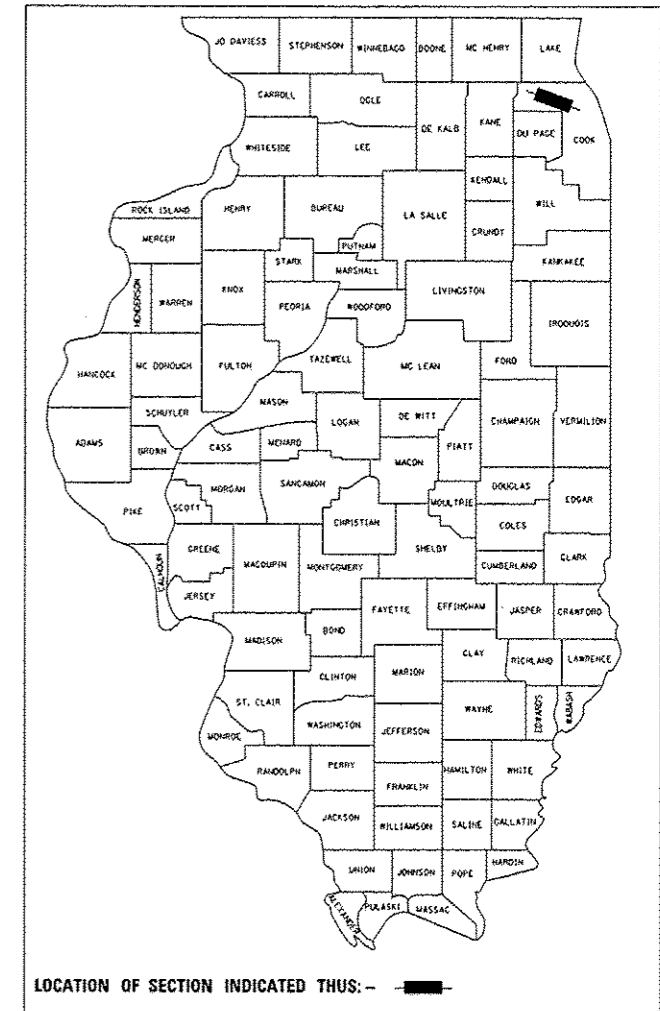 JO DAVIESS
STEPHENSON
WINNEBAGO
BOONE
MC HENRY
LAKE
CARROLL
OGLE
DE KALB
KANE
DU PAGE
COOK
WHITESIDE
LEE
KENDALL
WILL
ROCK ISLAND
HENRY
BUREAU
LA SALLE
GRUNDY
MERCER
PUTNAM
KANKAKEE
STARK
MARSHALL
HENDERSON
WARREN
KNOX
PEORIA
WOODFORD
LIVINGSTON
IROQUOIS
HANCOCK
MC DONOUGH
FULTON
TAZEWELL
MC LEAN
FORD
SCHUYLER
MASON
LOGAN
DE WITT
CHAMPAIGN
VERMILION
ADAMS
BROWN
CASS
MENARD
PIATT
MACON
MORGAN
SANGAMON
DOUGLAS
EDGAR
PIKE
SCOTT
CHRISTIAN
MOULTRIE
COLES
SHELBY
GREENE
MACOUPIN
MONTGOMERY
CUMBERLAND
CLARK
CALHOUN
JERSEY
FAYETTE
EFFINGHAM
JASPER
CRAWFORD
MADISON
BOND
CLAY
RICHLAND
LAWRENCE
CLINTON
MARION
ST. CLAIR
WAYNE
EDWARDS
WABASH
WASHINGTON
JEFFERSON
MONROE
RANDOLPH
PERRY
HAMILTON
WHITE
FRANKLIN
JACKSON
WILLIAMSON
SALINE
GALLATIN
UNION
JOHNSON
POPE
HARDIN
ALEXANDER
PULASKI
MASSAC
LOCATION OF SECTION INDICATED THUS: -